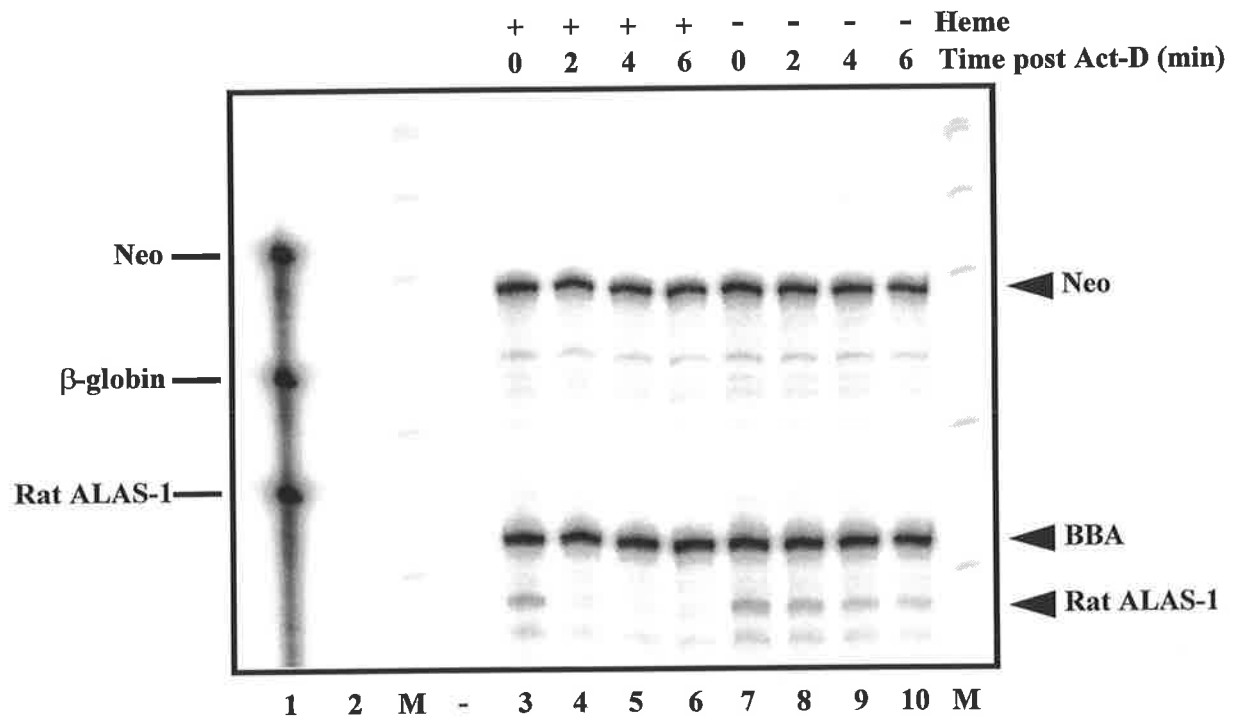 + + + + - - - - Heme
0 2 4 6 0 2 4 6 Time post Act-D (min)
Neo
Neo
β-globin
Rat ALAS-1
BBA
Rat ALAS-1
1 2 M - 3 4 5 6 7 8 9 10 M